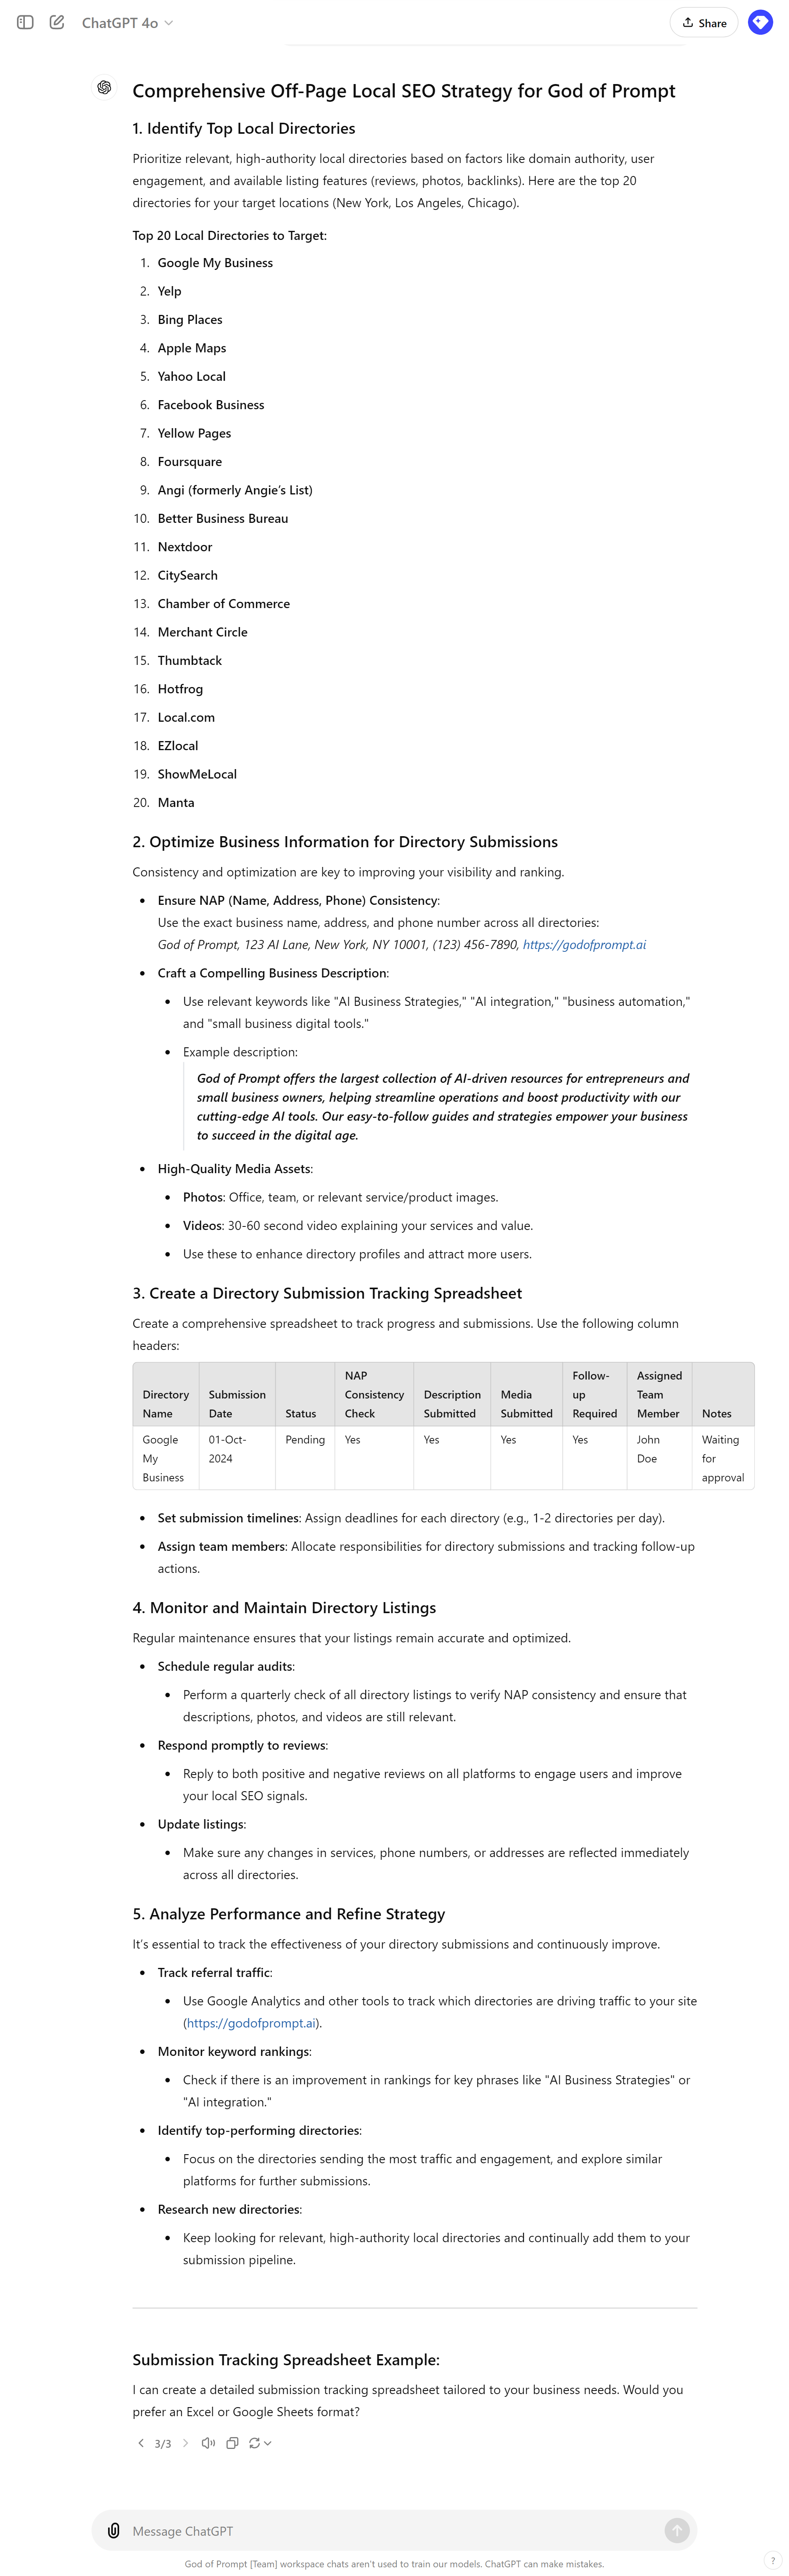 ChatGPT 4o
Share
Comprehensive Off-Page Local SEO Strategy for God of Prompt
1. Identify Top Local Directories
Prioritize relevant, high-authority local directories based on factors like domain authority, user
engagement, and available listing features (reviews, photos, backlinks). Here are the top 20
directories for your target locations (New York, Los Angeles, Chicago).
Top 20 Local Directories to Target:
1. Google My Business
2. Yelp
3. Bing Places
4. Apple Maps
5. Yahoo Local
6. Facebook Business
7. Yellow Pages
8. Foursquare
9. Angi (formerly Angie's List)
10. Better Business Bureau
11. Nextdoor
12. CitySearch
13. Chamber of Commerce
14. Merchant Circle
15. Thumbtack
16. Hotfrog
17. Local.com
18. EZlocal
19. ShowMeLocal
20. Manta
2. Optimize Business Information for Directory Submissions
Consistency and optimization are key to improving your visibility and ranking.
• Ensure NAP (Name, Address, Phone) Consistency:
Use the exact business name, address, and phone number across all directories:
God of Prompt, 123 AI Lane, New York, NY 10001, (123) 456-7890, https://godofprompt.ai
• Craft a Compelling Business Description:
• Use relevant keywords like "AI Business Strategies," "AI integration," "business automation,"
and "small business digital tools."
• Example description:
God of Prompt offers the largest collection of AI-driven resources for entrepreneurs and
small business owners, helping streamline operations and boost productivity with our
cutting-edge AI tools. Our easy-to-follow guides and strategies empower your business
to succeed in the digital age.
• High-Quality Media Assets:
• Photos: Office, team, or relevant service/product images.
• Videos: 30-60 second video explaining your services and value.
• Use these to enhance directory profiles and attract more users.
3. Create a Directory Submission Tracking Spreadsheet
Create a comprehensive spreadsheet to track progress and submissions. Use the following column
headers:
Directory Name | Submission Date | Status | NAP Consistency Check | Description Submitted | Media Submitted | Follow-up Required | Assigned Team Member | Notes
Google My Business | 01-Oct-2024 | Pending | Yes | Yes | Yes | Yes | John Doe | Waiting for approval
• Set submission timelines: Assign deadlines for each directory (e.g., 1-2 directories per day).
• Assign team members: Allocate responsibilities for directory submissions and tracking follow-up
actions.
4. Monitor and Maintain Directory Listings
Regular maintenance ensures that your listings remain accurate and optimized.
• Schedule regular audits:
• Perform a quarterly check of all directory listings to verify NAP consistency and ensure that
descriptions, photos, and videos are still relevant.
• Respond promptly to reviews:
• Reply to both positive and negative reviews on all platforms to engage users and improve
your local SEO signals.
• Update listings:
• Make sure any changes in services, phone numbers, or addresses are reflected immediately
across all directories.
5. Analyze Performance and Refine Strategy
It's essential to track the effectiveness of your directory submissions and continuously improve.
• Track referral traffic:
• Use Google Analytics and other tools to track which directories are driving traffic to your site
(https://godofprompt.ai).
• Monitor keyword rankings:
• Check if there is an improvement in rankings for key phrases like "AI Business Strategies" or
"AI integration."
• Identify top-performing directories:
• Focus on the directories sending the most traffic and engagement, and explore similar
platforms for further submissions.
• Research new directories:
• Keep looking for relevant, high-authority local directories and continually add them to your
submission pipeline.
Submission Tracking Spreadsheet Example:
I can create a detailed submission tracking spreadsheet tailored to your business needs. Would you
prefer an Excel or Google Sheets format?
3/3
Message ChatGPT
God of Prompt [Team] workspace chats aren't used to train our models. ChatGPT can make mistakes.
?